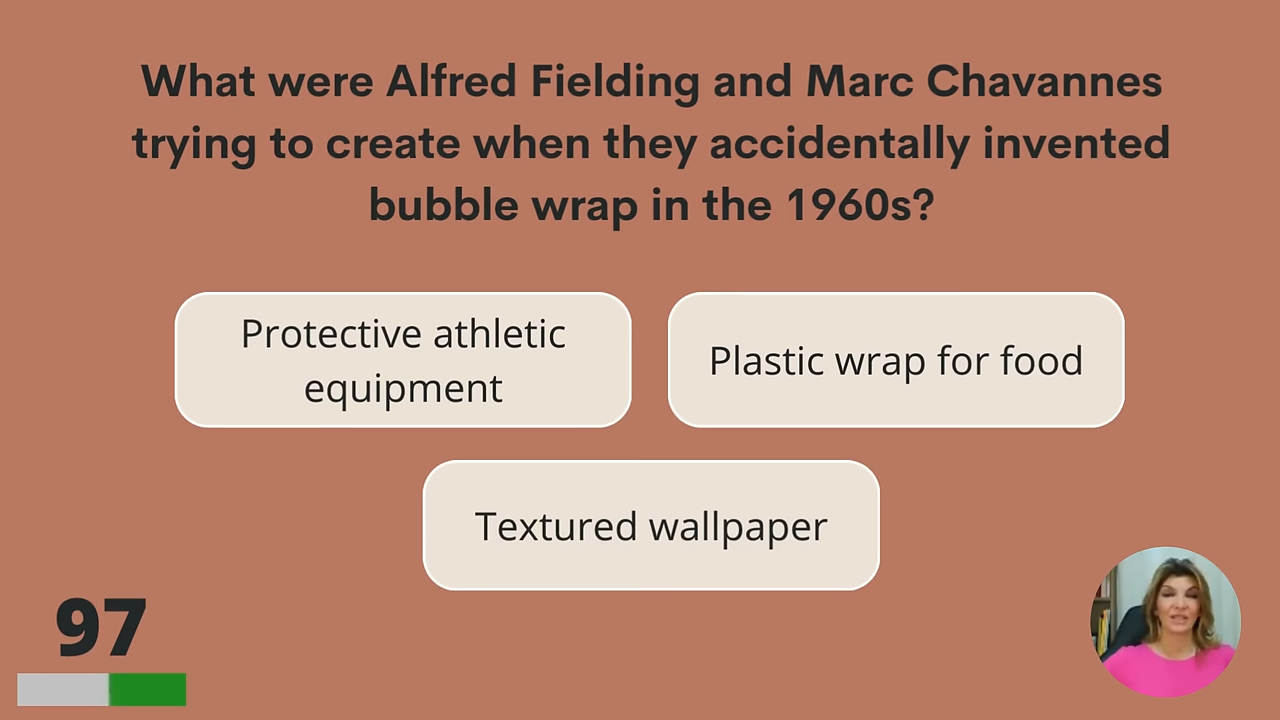 What were Alfred Fielding and Marc Chavannes
trying to create when they accidentally invented
bubble wrap in the 1960s?
Protective athletic
equipment
Plastic wrap for food
Textured wallpaper
97